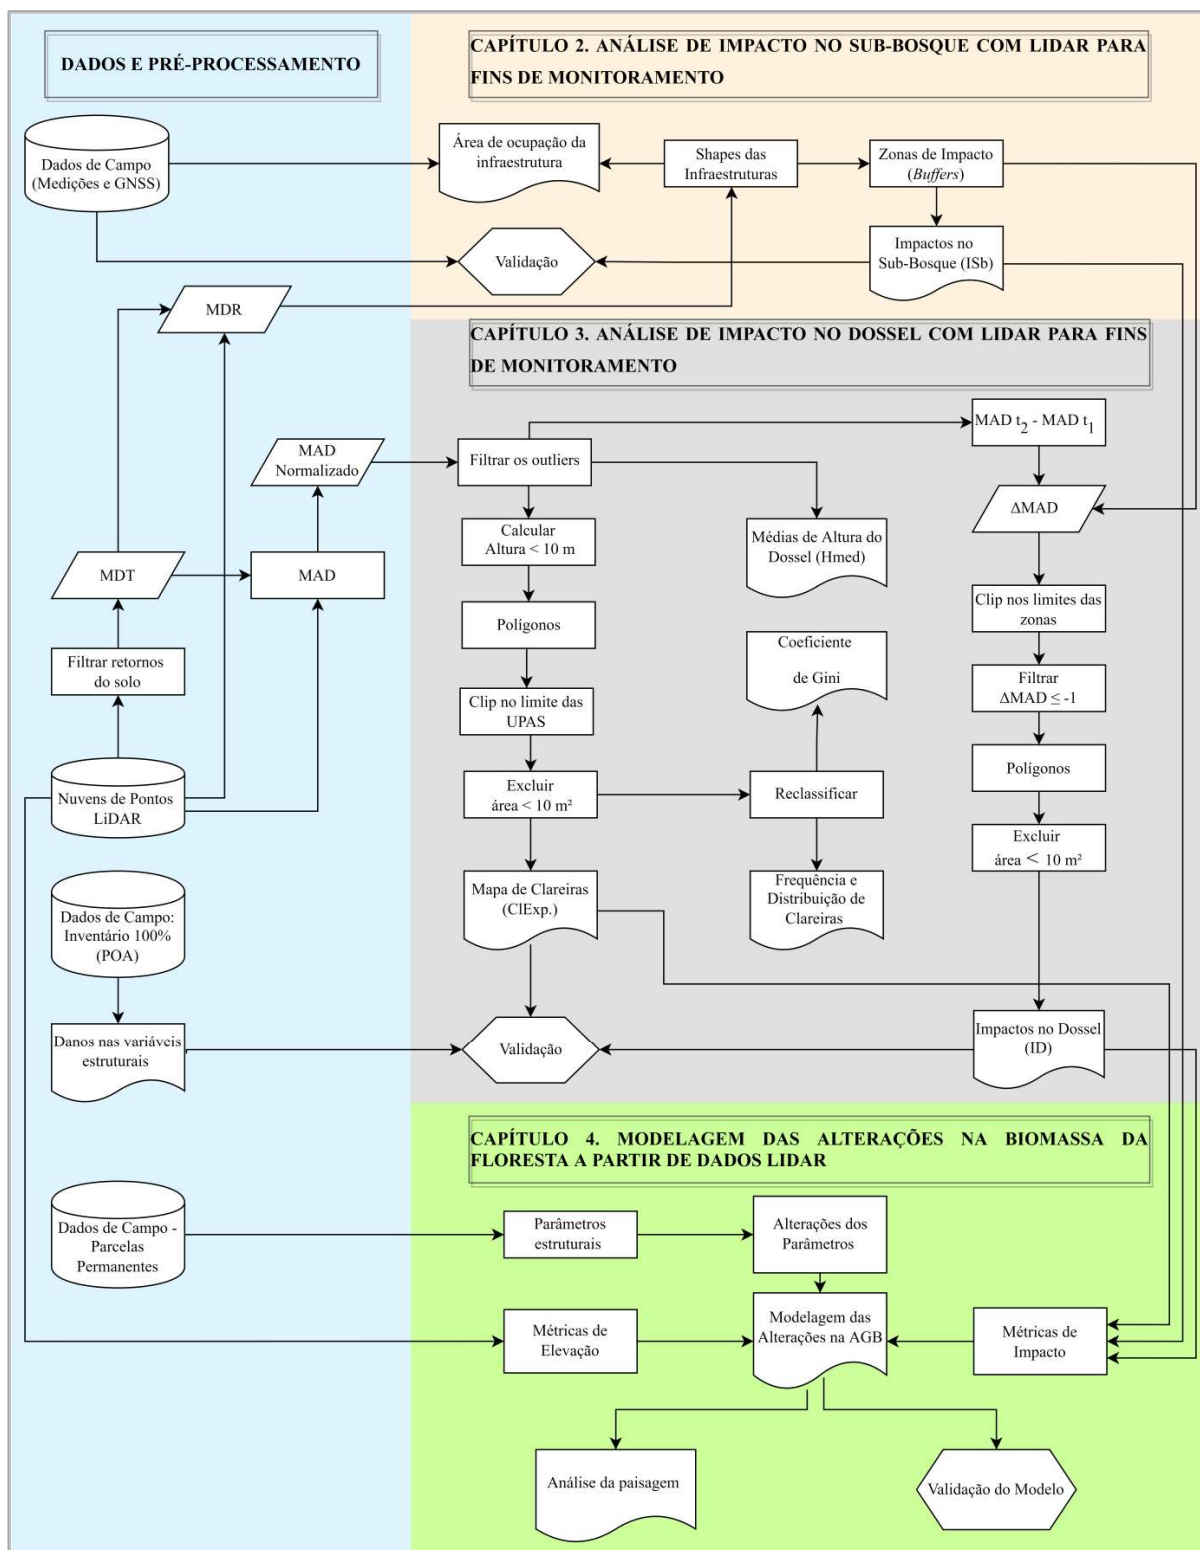 DADOS E PRÉ-PROCESSAMENTO
Dados de Campo
(Medições e GNSS)
MDR
MAD
Normalizado
MDT
MAD
Filtrar retornos
do solo
Nuvens de Pontos
LiDAR
Dados de Campo:
Inventário 100%
(POA)
Danos nas variáveis
estruturais
Dados de Campo -
Parcelas
Permanentes
CAPÍTULO 2. ANÁLISE DE IMPACTO NO SUB-BOSQUE COM LIDAR PARA
FINS DE MONITORAMENTO
Área de ocupação da
infraestrutura
Shapes das
Infraestruturas
Zonas de Impacto
(Buffers)
Validação
Impactos no
Sub-Bosque (ISb)
CAPÍTULO 3. ANÁLISE DE IMPACTO NO DOSSEL COM LIDAR PARA FINS
DE MONITORAMENTO
Filtrar os outliers
MAD t2 - MAD t1
Calcular
Altura < 10 m
Médias de Altura do
Dossel (Hmed)
ΔMAD
Polígonos
Coeficiente
de Gini
Clip nos limites das
zonas
Clip no limite das
UPAS
Filtrar
ΔMAD ≤ -1
Excluir
área < 10 m²
Reclassificar
Polígonos
Excluir
área < 10 m²
Mapa de Clareiras
(ClExp.)
Frequência e
Distribuição de
Clareiras
Validação
Impactos no Dossel
(ID)
CAPÍTULO 4. MODELAGEM DAS ALTERAÇÕES NA BIOMASSA DA
FLORESTA A PARTIR DE DADOS LIDAR
Parâmetros
estruturais
Alterações dos
Parâmetros
Métricas de
Elevação
Modelagem das
Alterações na AGB
Métricas de
Impacto
Análise da paisagem
Validação do Modelo